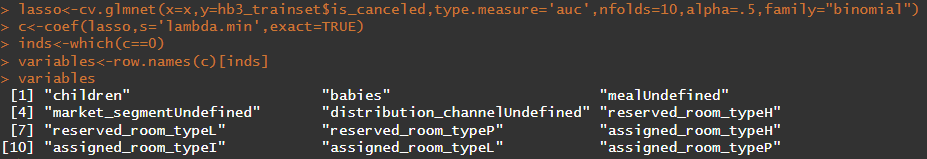 > lasso<-cv.glmnet(x=x,y=hb3_trainset$is_canceled,type.measure='auc',nfolds=10,alpha=.5,family="binomial")
> c<-coef(lasso,s='lambda.min',exact=TRUE)
> inds<-which(c==0)
> variables<-row.names(c)[inds]
> variables
[1] "children" "babies" "mealUndefined"
[4] "market_segmentUndefined" "distribution_channelUndefined" "reserved_room_typeH"
[7] "reserved_room_typeL" "reserved_room_typeP" "assigned_room_typeH"
[10] "assigned_room_typeI" "assigned_room_typeL" "assigned_room_typeP"